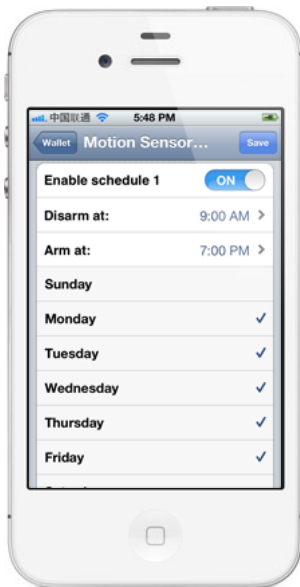 中国联通 5:48 PM
Wallet Motion Sensor... Save
Enable schedule 1 ON
Disarm at: 9:00 AM
Arm at: 7:00 PM
Sunday
Monday
Tuesday
Wednesday
Thursday
Friday